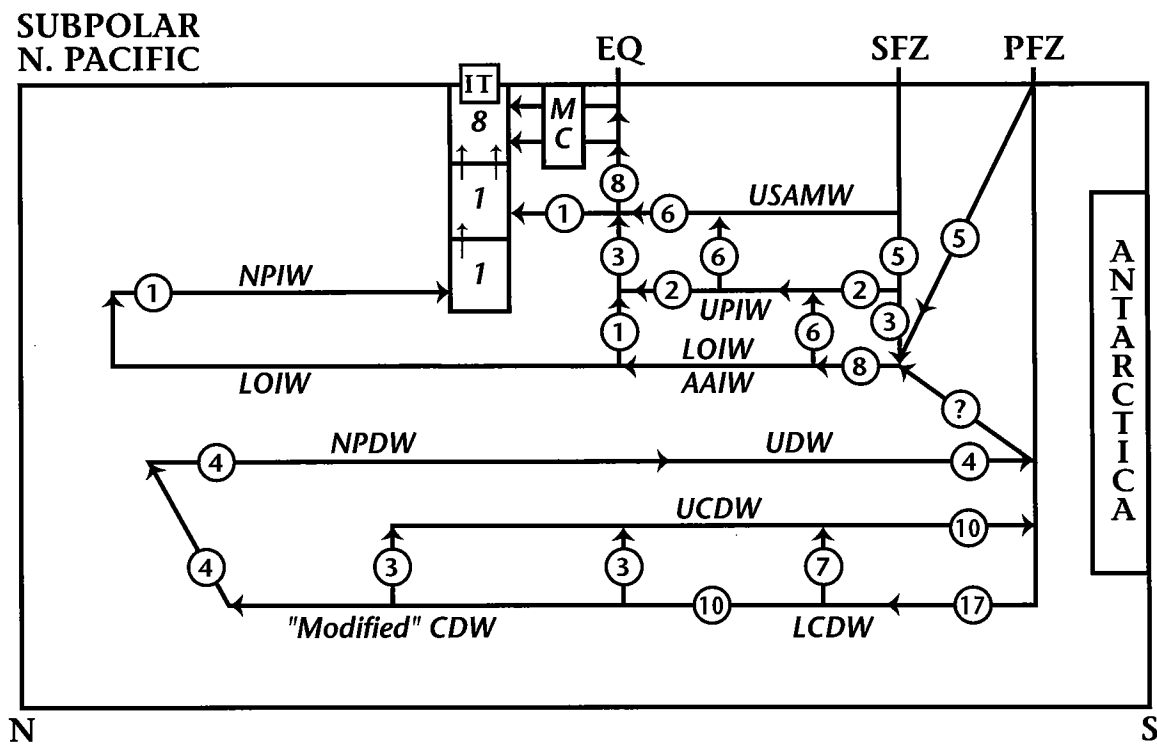 SUBPOLAR
N. PACIFIC
EQ
SFZ
PFZ
IT
8
M
C
8
USAMW
1
1
6
5
5
3
6
1
NPIW
1
2
2
UPIW
3
1
6
LOIW
LOIW
AAIW
8
?
NPDW
4
UDW
4
UCDW
10
4
3
3
7
10
17
"Modified" CDW
LCDW
A
N
T
A
R
C
T
I
C
A
N
S